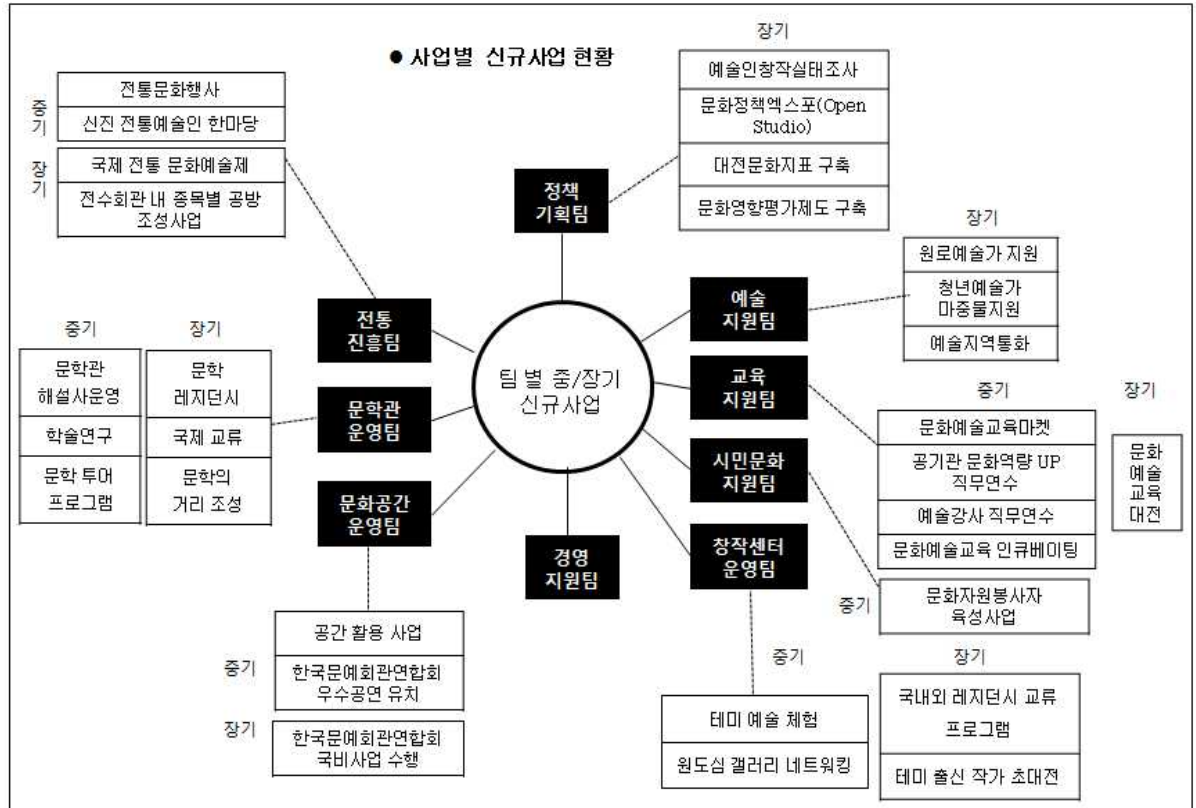 ● 사업별 신규사업 현황
중기
전통문화행사
신진 전통예술인 한마당
장기
국제 전통 문화예술제
전수회관 내 종목별 공방
조성사업
장기
예술인창작실태조사
문화정책엑스포(Open
Studio)
대전문화지표 구축
문화영향평가제도 구축
정책
기획팀
장기
원로예술가 지원
청년예술가
마중물지원
예술지역통화
예술
지원팀
전통
진흥팀
팀 별 중/장기
신규사업
중기
문학관
해설사운영
학술연구
문학 투어
프로그램
장기
문학
레지던시
국제 교류
문학의
거리 조성
문학관
운영팀
교육
지원팀
중기
문화예술교육마켓
공기관 문화역량 UP
직무연수
예술강사 직무연수
문화예술교육 인큐베이팅
장기
문화
예술
교육
대전
시민문화
지원팀
중기
문화자원봉사자
육성사업
문화공간
운영팀
경영
지원팀
창작센터
운영팀
공간 활용 사업
중기
한국문예회관연합회
우수공연 유치
장기
한국문예회관연합회
국비사업 수행
중기
테미 예술 체험
원도심 갤러리 네트워킹
장기
국내외 레지던시 교류
프로그램
테미 출신 작가 초대전